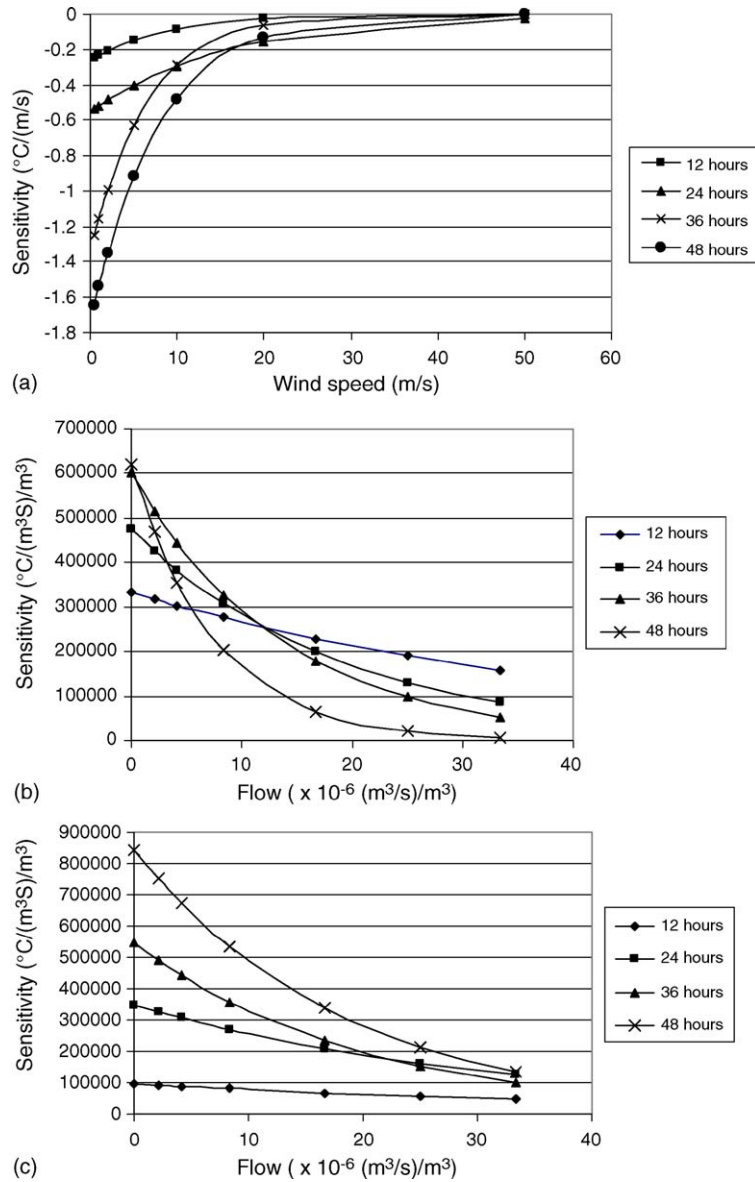 0
-0.2
-0.4
-0.6
-0.8
-1
-1.2
-1.4
-1.6
-1.8
Sensitivity (°C/(m/s)
0 10 20 30 40 50 60
Wind speed (m/s)
12 hours
24 hours
36 hours
48 hours
(a)
700000
600000
500000
400000
300000
200000
100000
0
Sensitivity (°C/(m³S)/m³)
0 10 20 30 40
Flow ( x 10⁻⁶ (m³/s)/m³)
12 hours
24 hours
36 hours
48 hours
(b)
900000
800000
700000
600000
500000
400000
300000
200000
100000
0
Sensitivity (°C/(m³S)/m³)
0 10 20 30 40
Flow ( x 10⁻⁶ (m³/s)/m³)
12 hours
24 hours
36 hours
48 hours
(c)